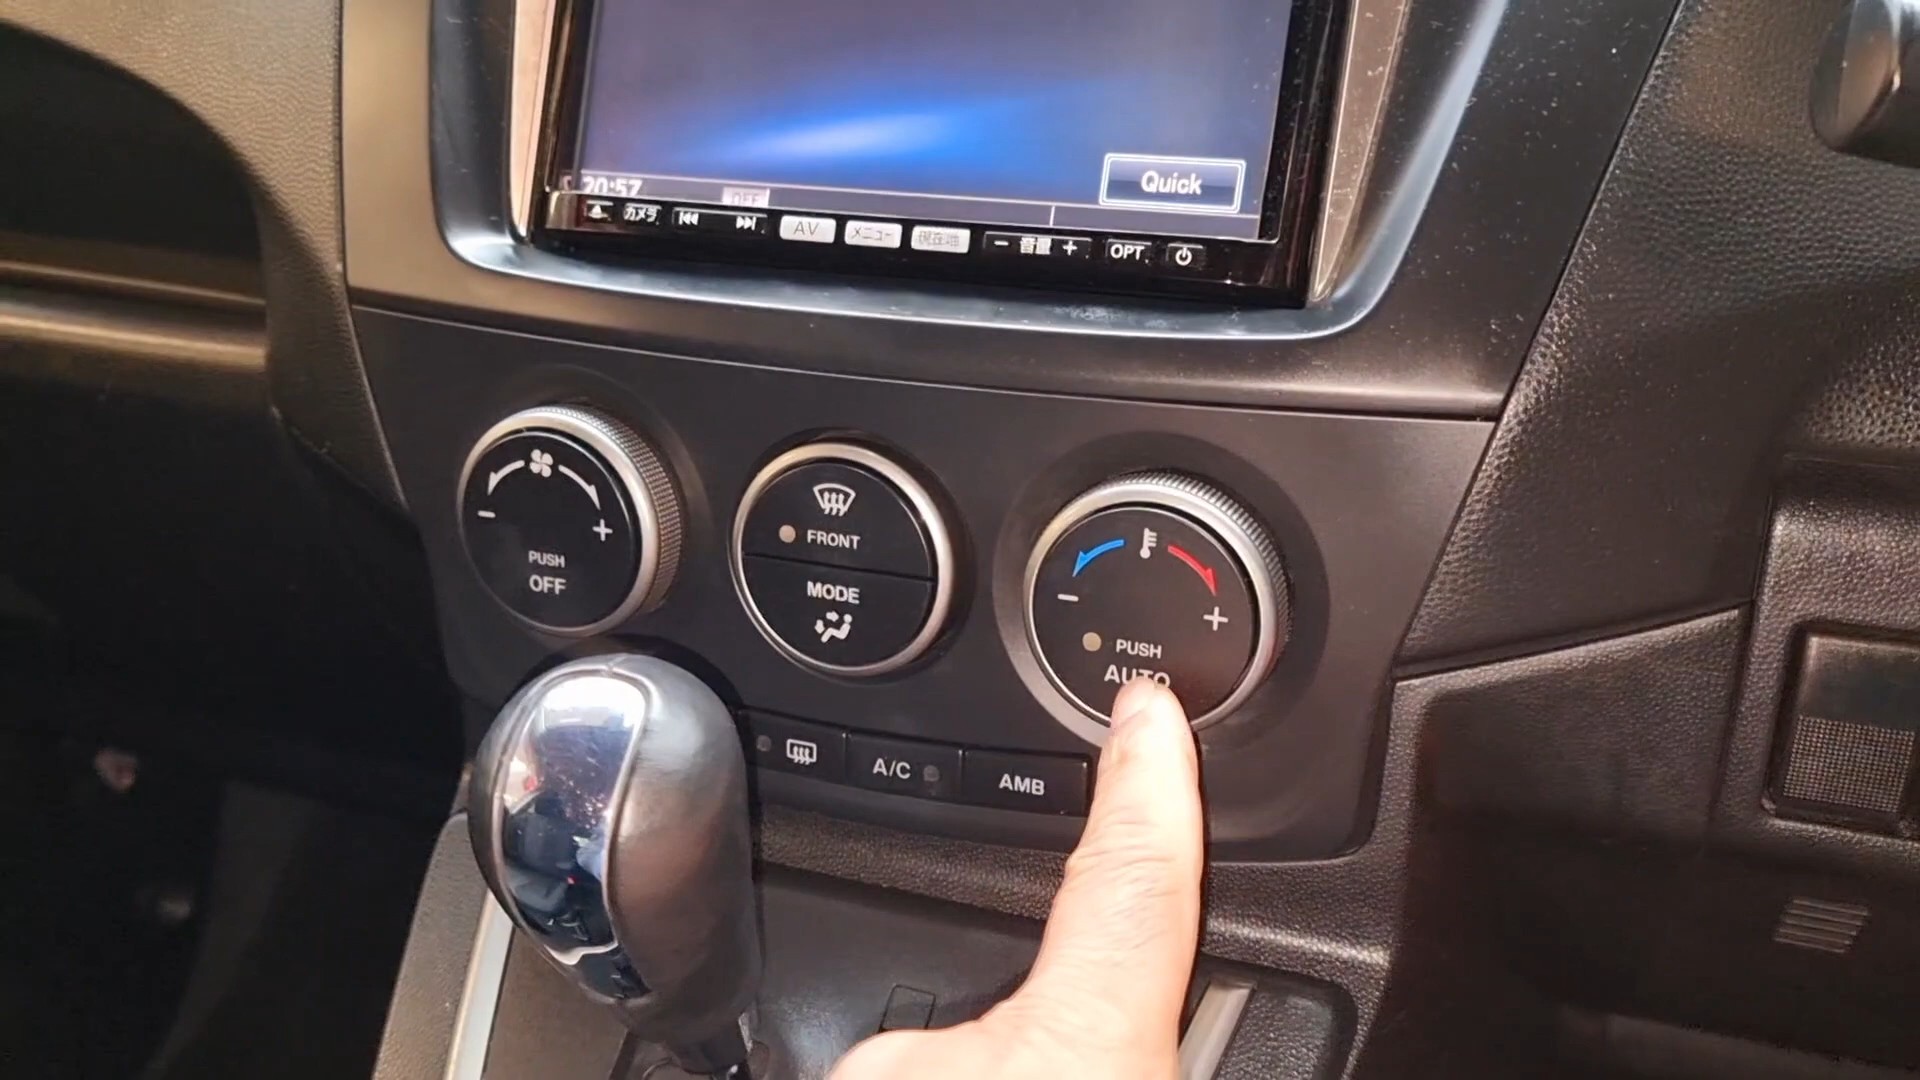 Quick
20:57
OFF
カメラ
AV
メニュー
現在地
− 音量 +
OPT
− +
PUSH
OFF
FRONT
MODE
− +
PUSH
AUTO
A/C
AMB